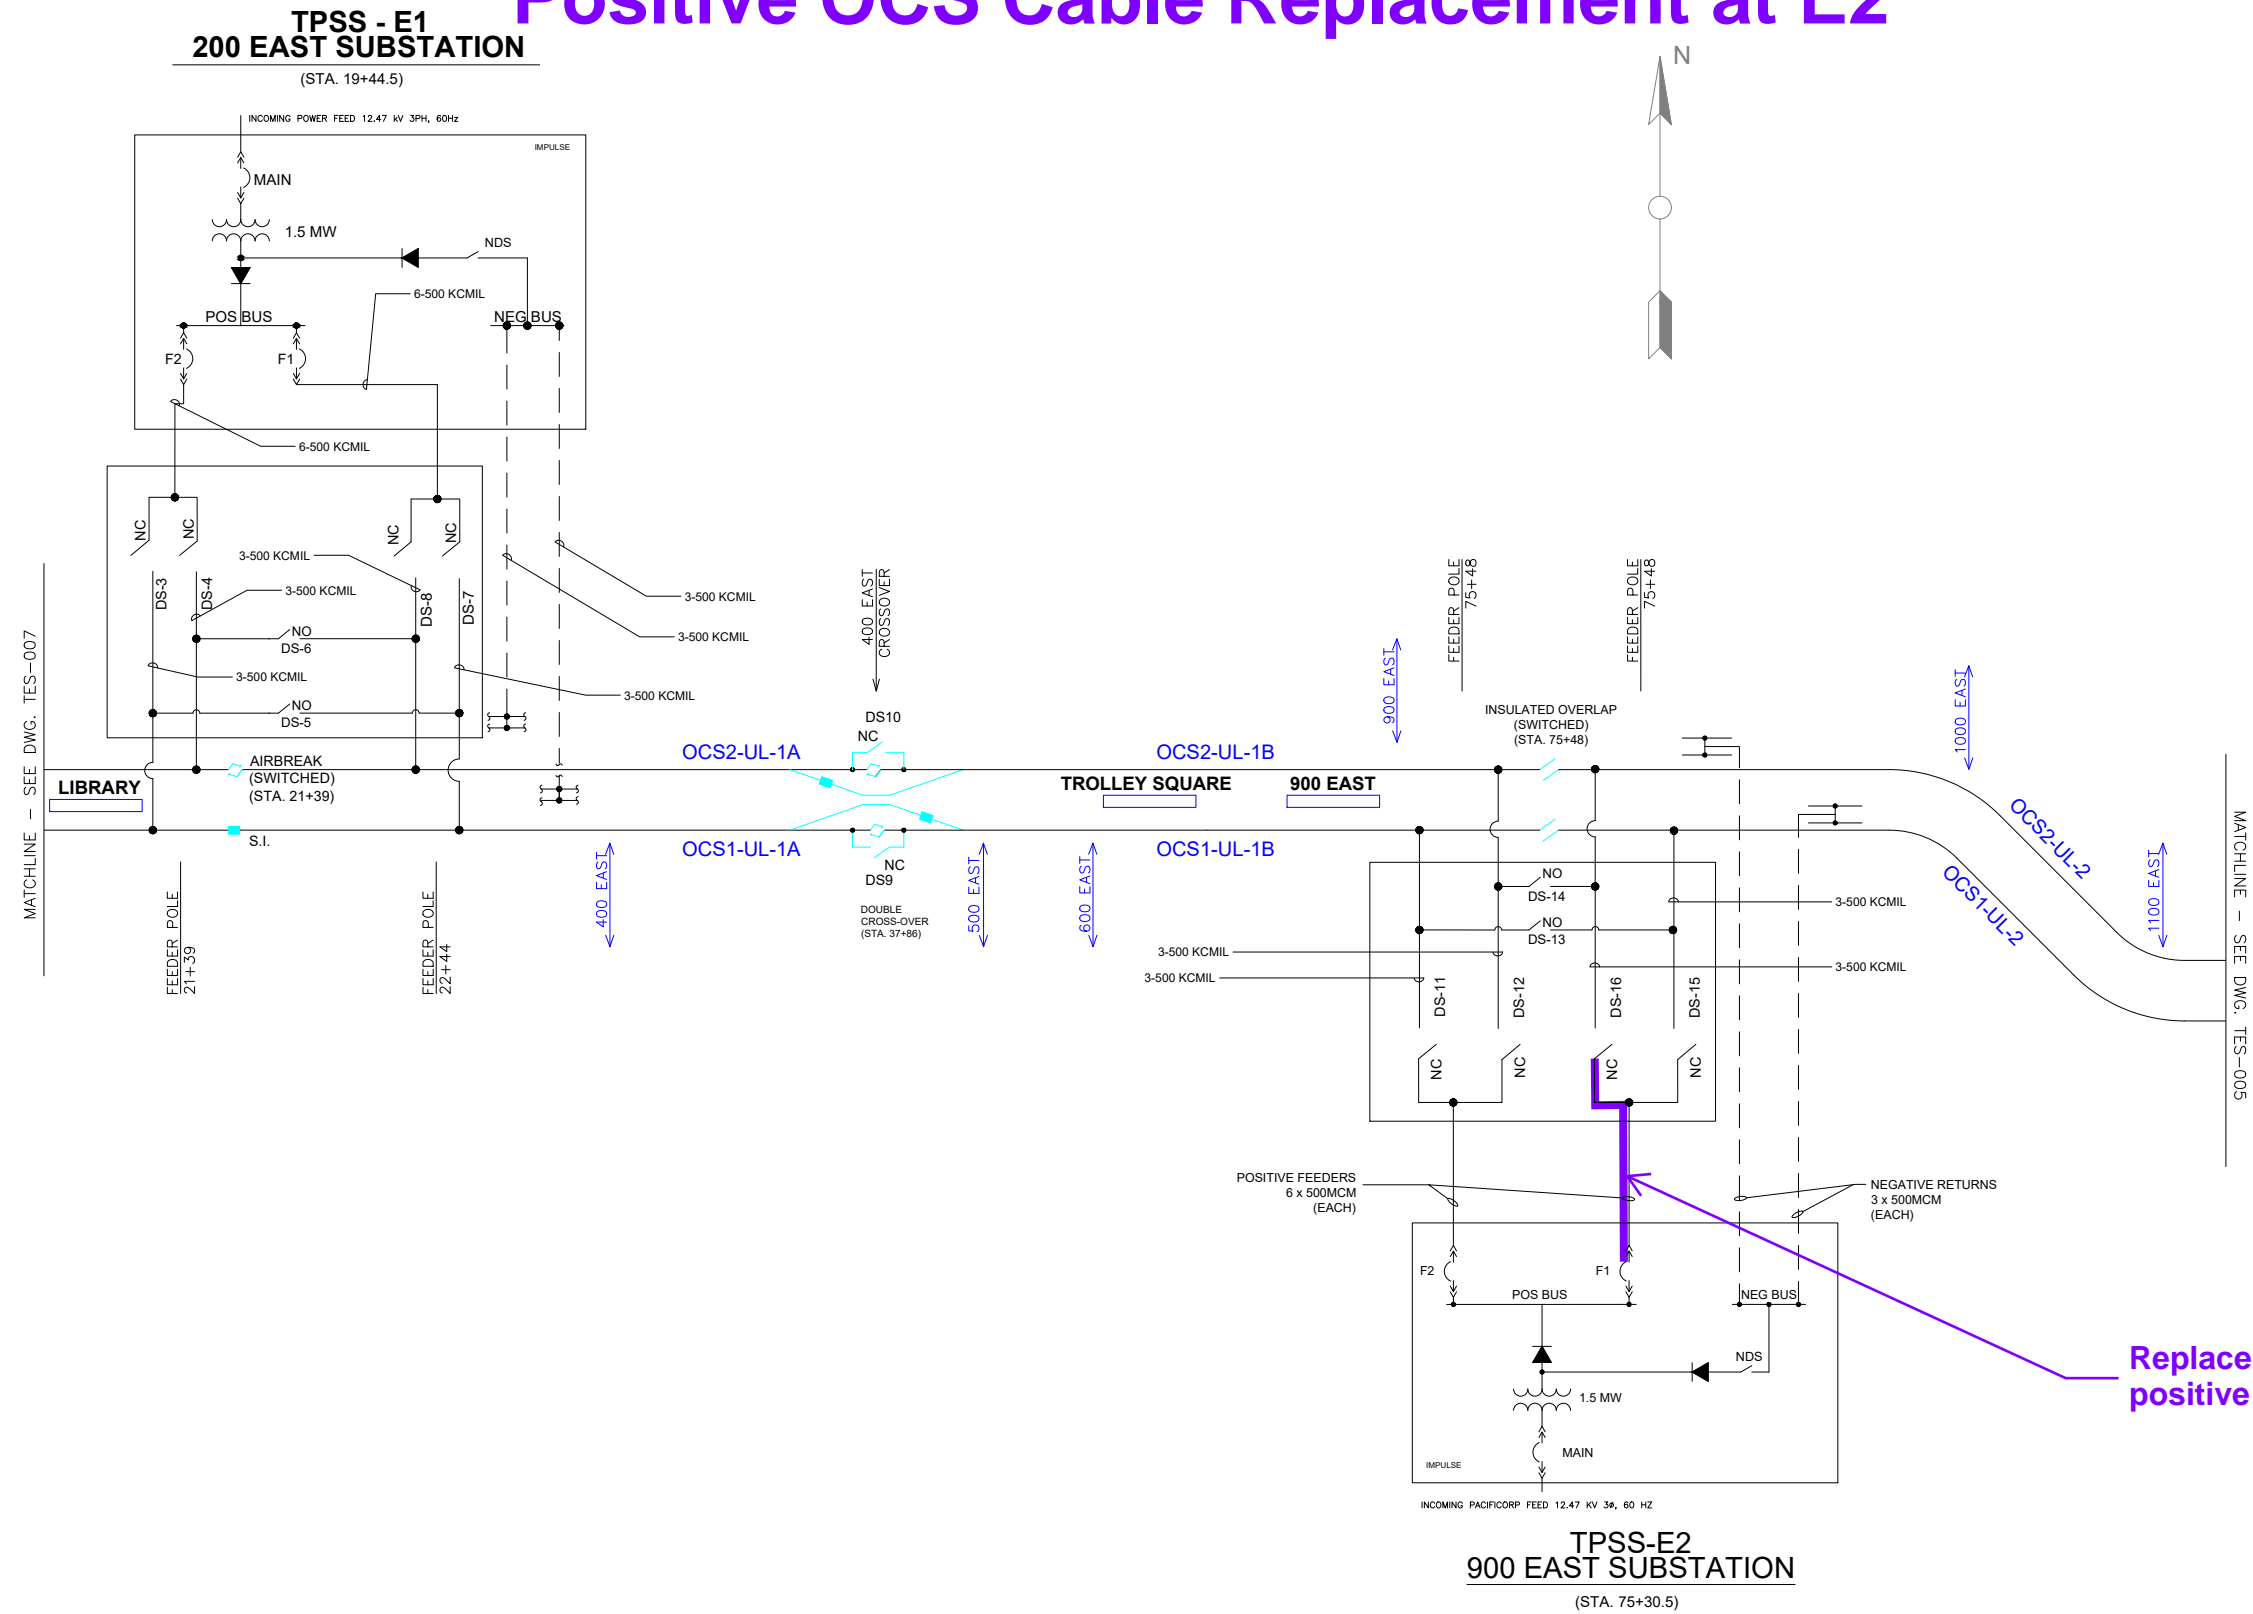 Positive OCS Cable Replacement at E2
TPSS - E1
200 EAST SUBSTATION
(STA. 19+44.5)
N
INCOMING POWER FEED 12.47 kV 3PH, 60Hz
IMPULSE
MAIN
1.5 MW
NDS
6-500 KCMIL
POS BUS
NEG BUS
F2
F1
6-500 KCMIL
NC
NC
NC
NC
3-500 KCMIL
3-500 KCMIL
DS-3
DS-4
DS-8
DS-7
3-500 KCMIL
3-500 KCMIL
NO
DS-6
3-500 KCMIL
3-500 KCMIL
NO
DS-5
MATCHLINE - SEE DWG. TES-007
400 EAST
CROSSOVER
FEEDER POLE
75+48
FEEDER POLE
75+48
900 EAST
INSULATED OVERLAP
(SWITCHED)
(STA. 75+48)
1000 EAST
DS10
NC
OCS2-UL-1A
OCS2-UL-1B
AIRBREAK
(SWITCHED)
(STA. 21+39)
LIBRARY
TROLLEY SQUARE
900 EAST
S.I.
OCS1-UL-1A
OCS1-UL-1B
NC
DS9
DOUBLE
CROSS-OVER
(STA. 37+86)
FEEDER POLE
21+39
FEEDER POLE
22+44
400 EAST
500 EAST
600 EAST
OCS2-UL-2
OCS1-UL-2
1100 EAST
MATCHLINE - SEE DWG. TES-005
NO
DS-14
NO
DS-13
3-500 KCMIL
3-500 KCMIL
3-500 KCMIL
3-500 KCMIL
DS-11
DS-12
DS-16
DS-15
NC
NC
NC
NC
POSITIVE FEEDERS
6 x 500MCM
(EACH)
NEGATIVE RETURNS
3 x 500MCM
(EACH)
F2
F1
POS BUS
NEG BUS
NDS
1.5 MW
MAIN
IMPULSE
INCOMING PACIFICORP FEED 12.47 KV 3ø, 60 HZ
Replace
positive
TPSS-E2
900 EAST SUBSTATION
(STA. 75+30.5)